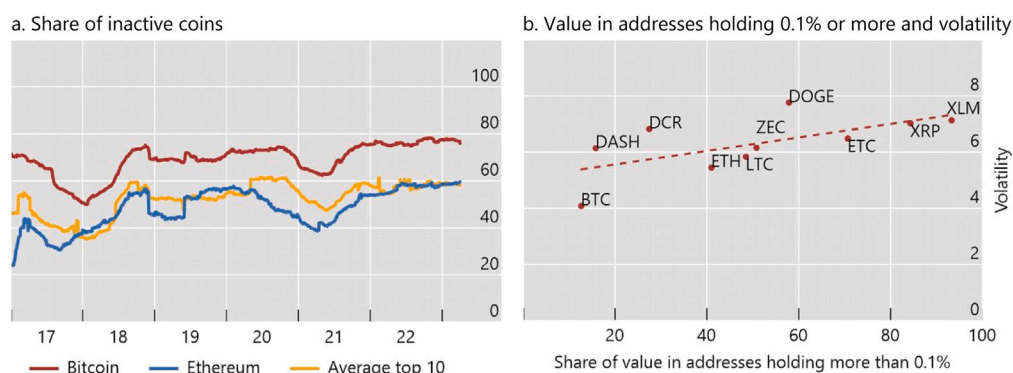 a. Share of inactive coins
100
80
60
40
20
0
17 18 19 20 21 22
Bitcoin Ethereum Average top 10
b. Value in addresses holding 0.1% or more and volatility
8
6
4
2
0
Volatility
DOGE
XLM
DCR
ZEC
XRP
DASH
ETC
ETH
LTC
BTC
20 40 60 80 100
Share of value in addresses holding more than 0.1%